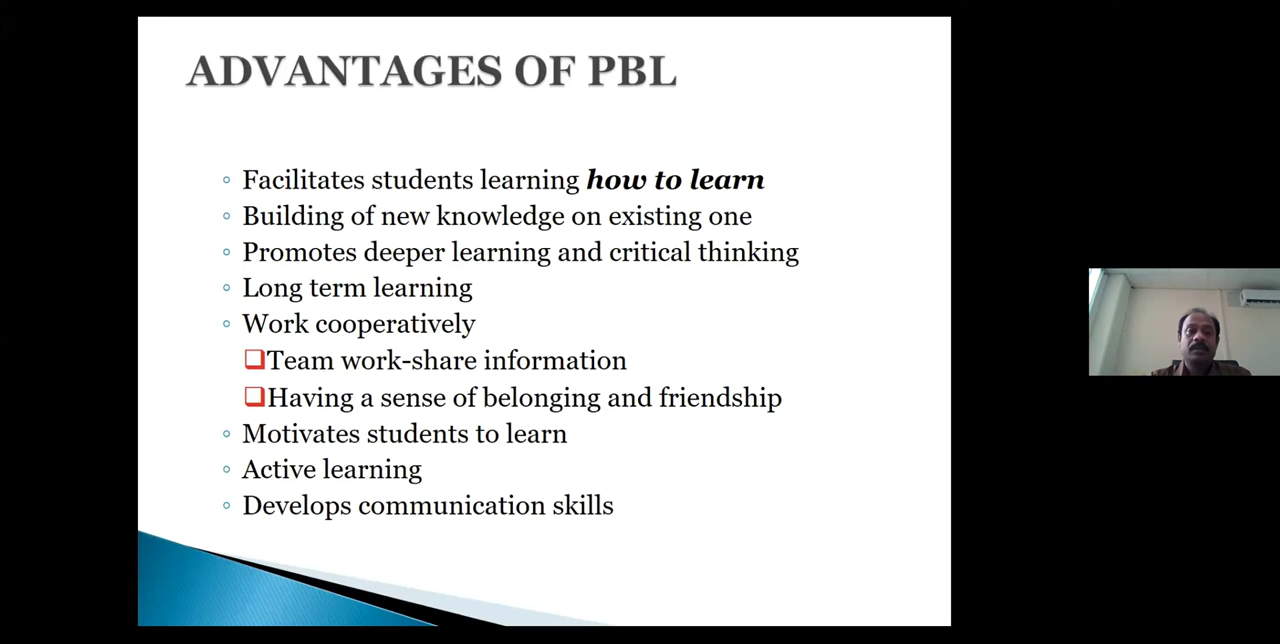 ADVANTAGES OF PBL
Facilitates students learning how to learn
Building of new knowledge on existing one
Promotes deeper learning and critical thinking
Long term learning
Work cooperatively
Team work-share information
Having a sense of belonging and friendship
Motivates students to learn
Active learning
Develops communication skills